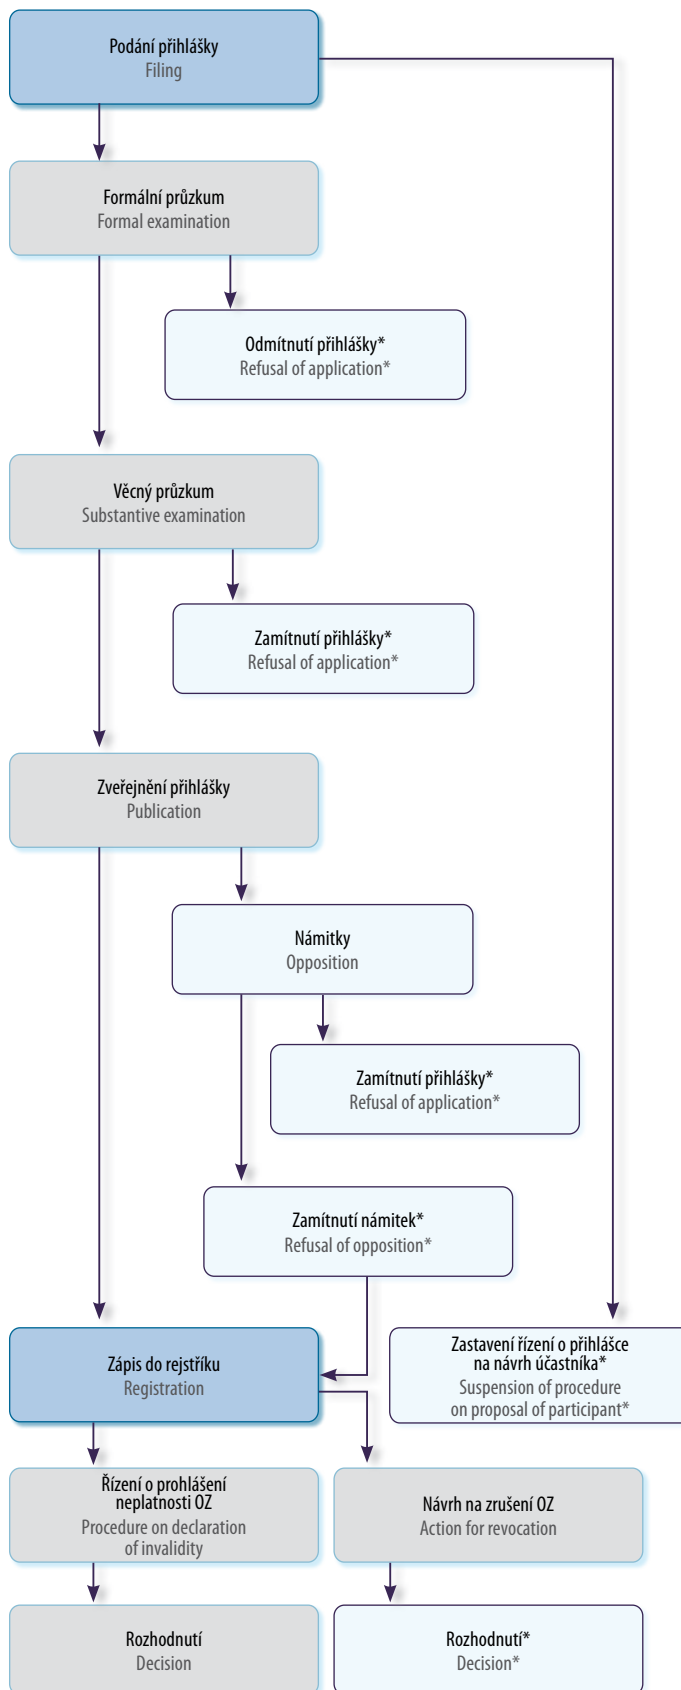 Podání přihlášky
Filing
Formální průzkum
Formal examination
Odmítnutí přihlášky*
Refusal of application*
Věcný průzkum
Substantive examination
Zamítnutí přihlášky*
Refusal of application*
Zveřejnění přihlášky
Publication
Námitky
Opposition
Zamítnutí přihlášky*
Refusal of application*
Zamítnutí námitek*
Refusal of opposition*
Zápis do rejstříku
Registration
Zastavení řízení o přihlášce
na návrh účastníka*
Suspension of procedure
on proposal of participant*
Řízení o prohlášení
neplatnosti OZ
Procedure on declaration
of invalidity
Návrh na zrušení OZ
Action for revocation
Rozhodnutí
Decision
Rozhodnutí*
Decision*